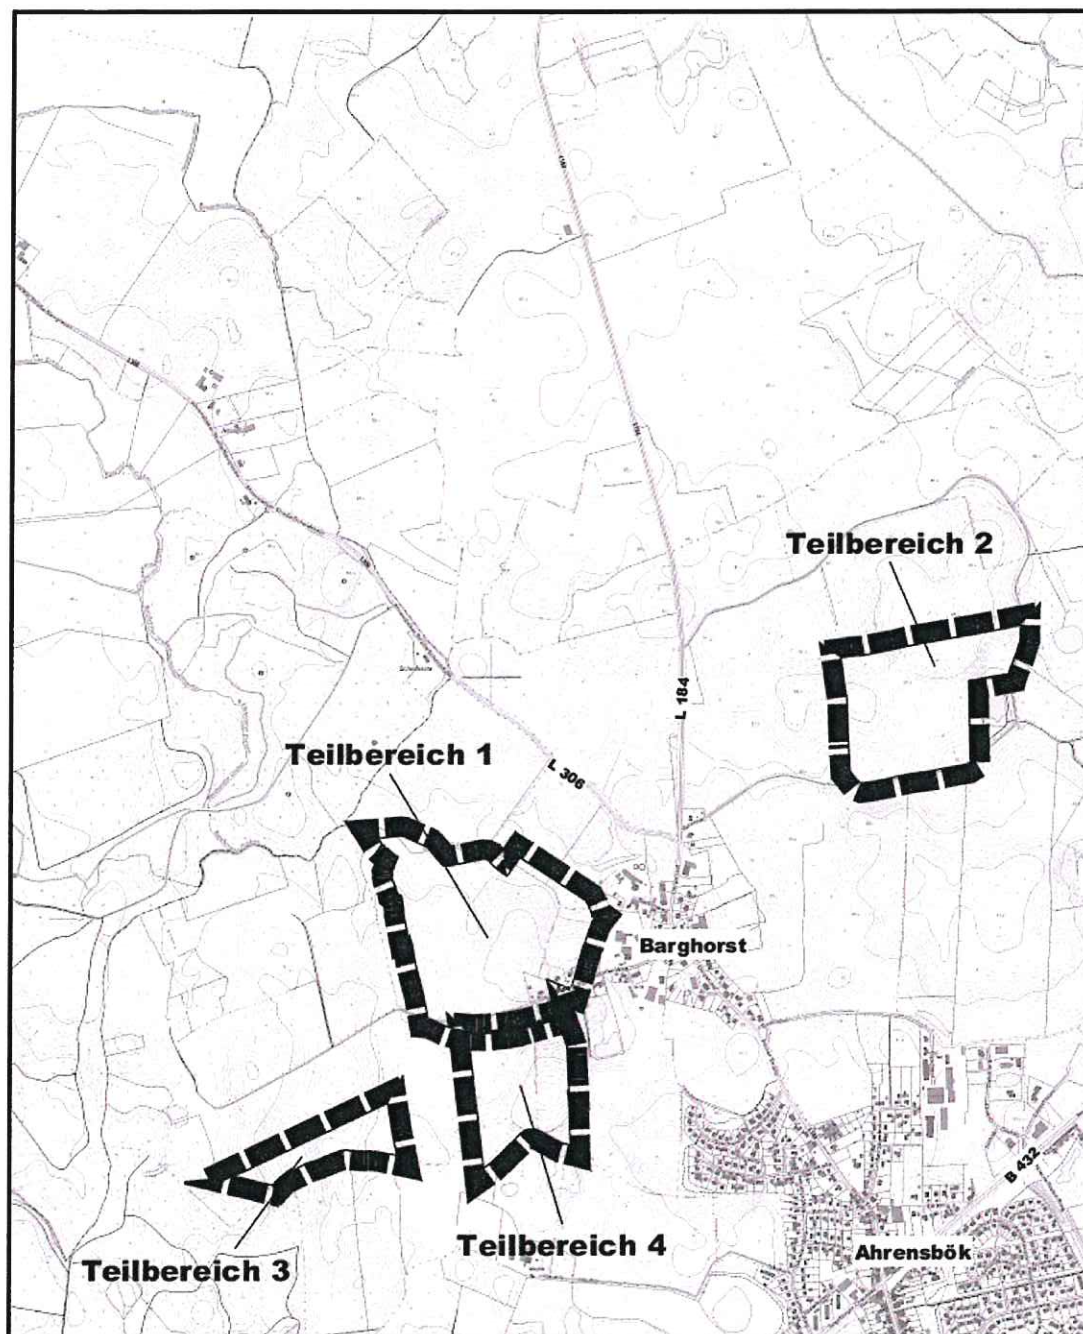 Teilbereich 2
L 184
Teilbereich 1
L 306
Barghorst
B 432
Teilbereich 4
Ahrensbök
Teilbereich 3